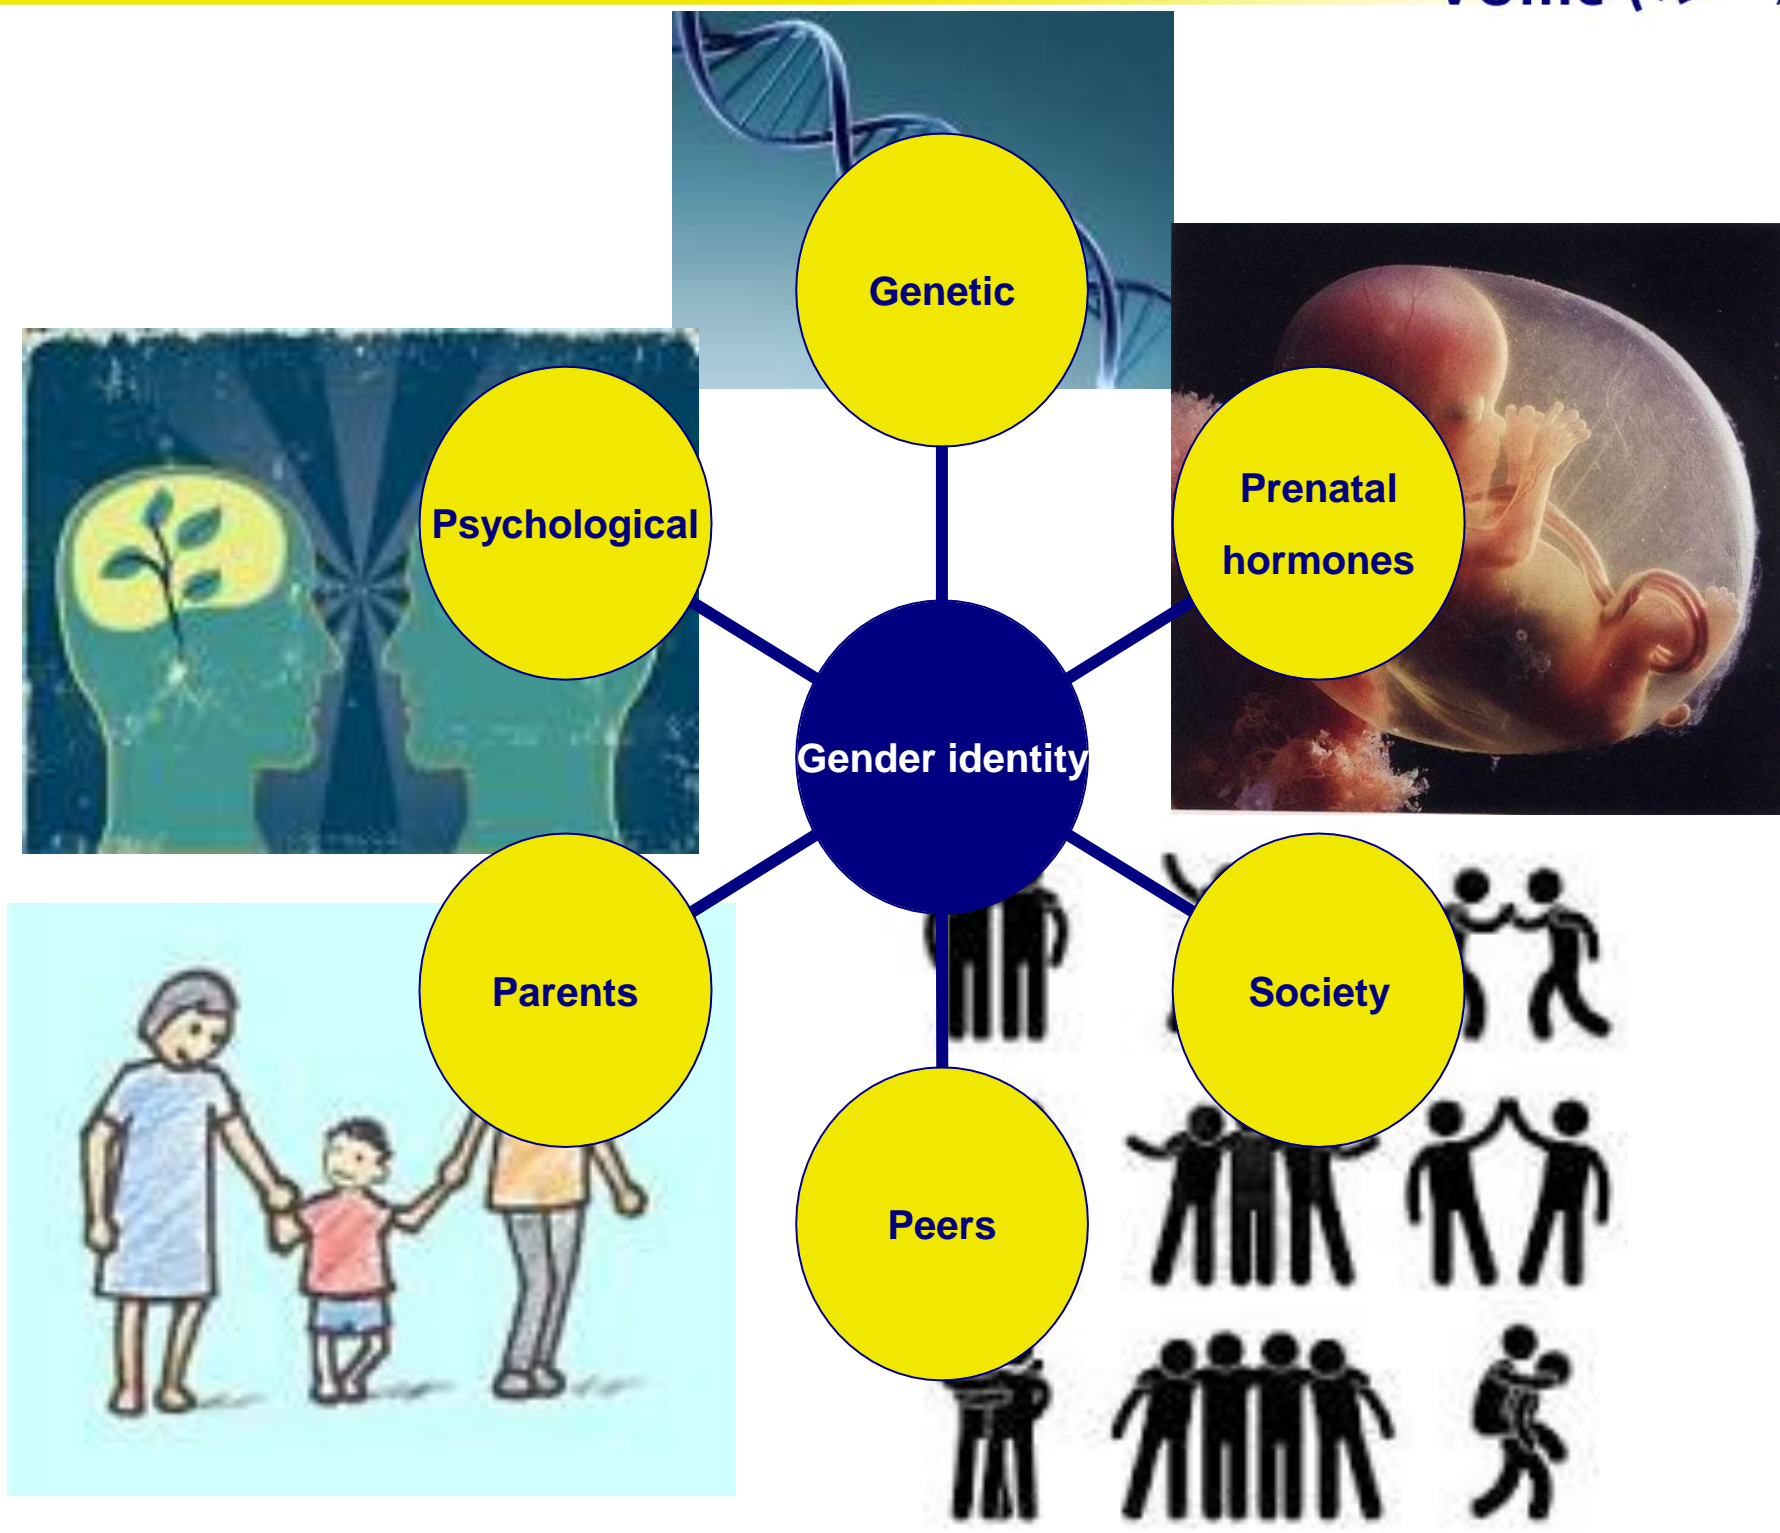 Genetic
Prenatal
hormones
Psychological
Gender identity
Parents
Society
Peers